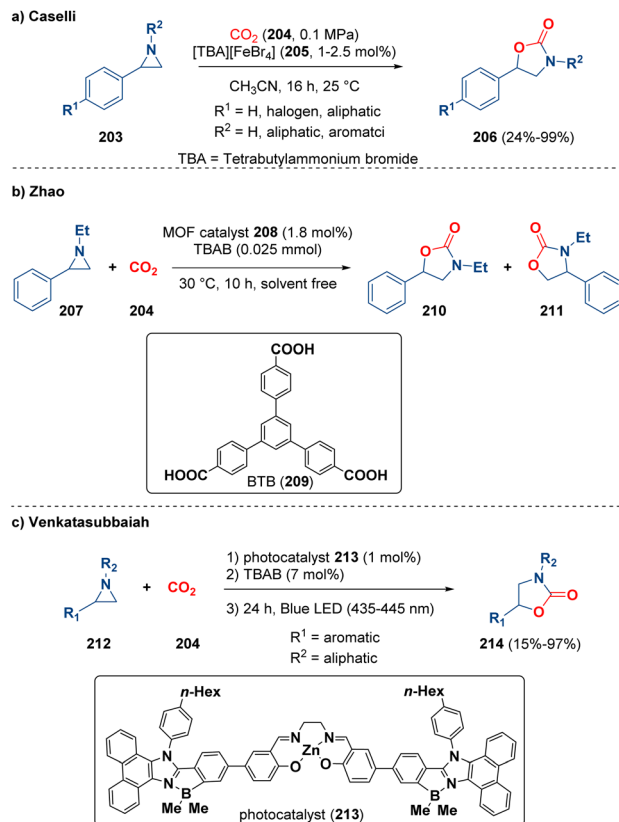 a) Caselli
R2
N
R1
203
CO2 (204, 0.1 MPa)
[TBA][FeBr4] (205, 1-2.5 mol%)
CH3CN, 16 h, 25 °C
R1 = H, halogen, aliphatic
R2 = H, aliphatic, aromatci
TBA = Tetrabutylammonium bromide
O
O
N
R2
R1
206 (24%-99%)
b) Zhao
Et
N
207
+
CO2
204
MOF catalyst 208 (1.8 mol%)
TBAB (0.025 mmol)
30 °C, 10 h, solvent free
O
O
N
Et
210
+
O
N
Et
O
211
COOH
HOOC
COOH
BTB (209)
c) Venkatasubbaiah
R2
N
R1
212
+
CO2
204
1) photocatalyst 213 (1 mol%)
2) TBAB (7 mol%)
3) 24 h, Blue LED (435-445 nm)
R1 = aromatic
R2 = aliphatic
R2
N
O
O
R1
214 (15%-97%)
n-Hex
n-Hex
N
N
N
N
Zn
O
O
N
N
B
B
Me
Me
Me
Me
photocatalyst (213)